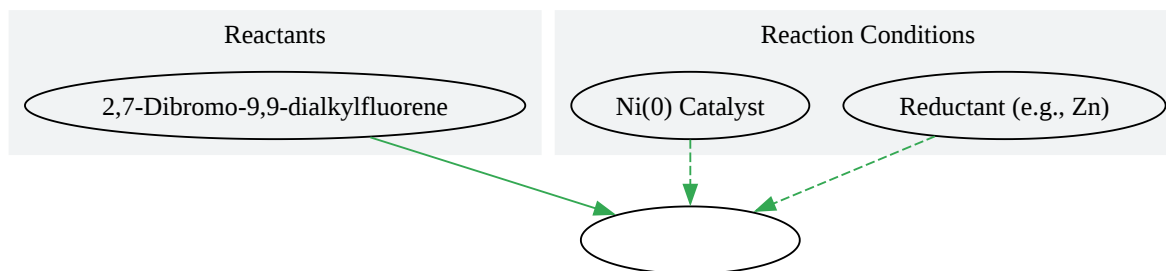 Reactants
Reaction Conditions
2,7-Dibromo-9,9-dialkylfluorene
Ni(0) Catalyst
Reductant (e.g., Zn)